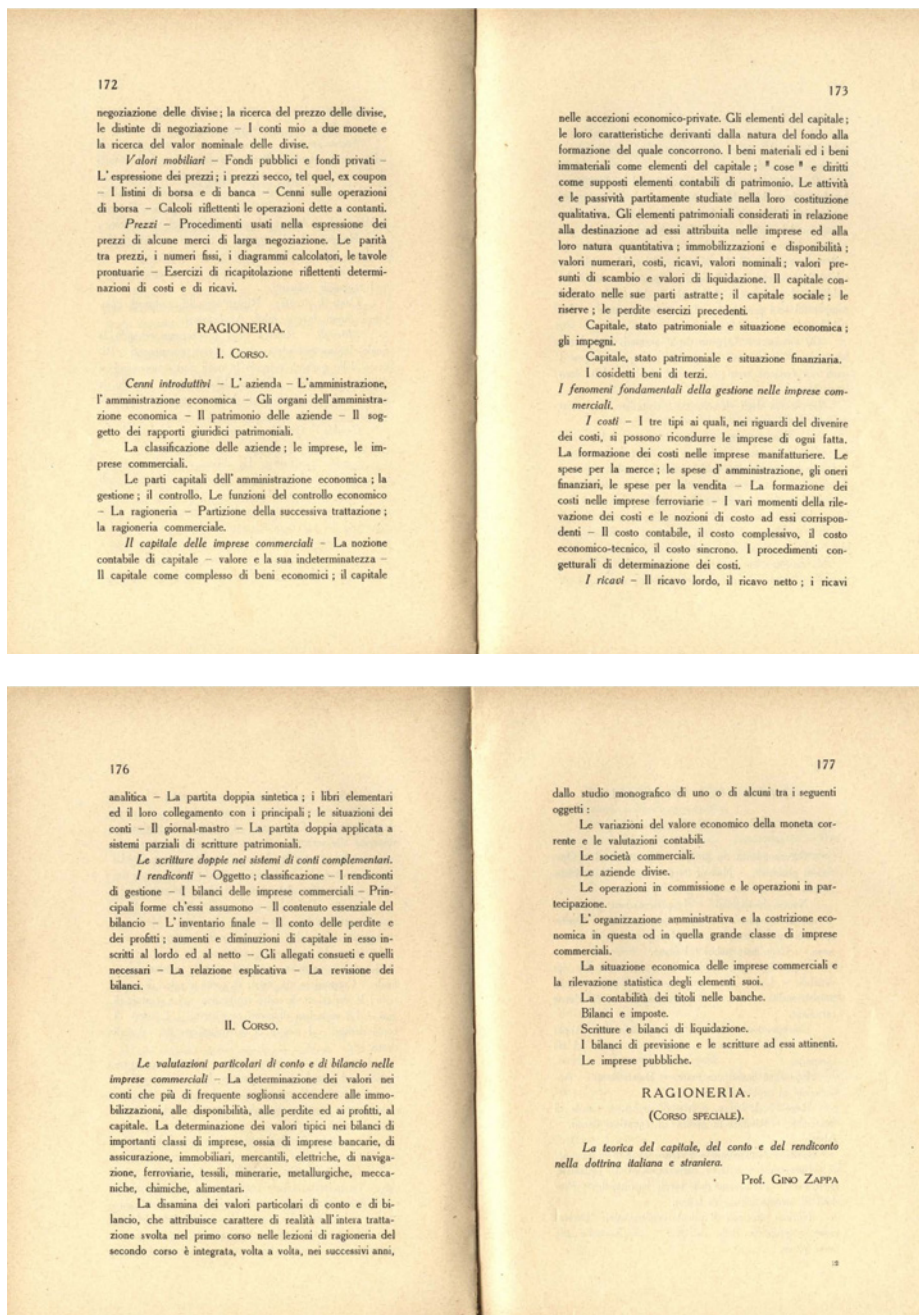 172
negoziazione delle divise ; la ricerca del prezzo delle divise,
le distinte di negoziazione – I conti mio a due monete e
la ricerca del valor nominale delle divise.
Valori mobiliari – Fondi pubblici e fondi privati –
L' espressione dei prezzi ; i prezzi secco, tel quel, ex coupon
– I listini di borsa e di banca – Cenni sulle operazioni
di borsa – Calcoli riflettenti le operazioni dette a contanti.
Prezzi – Procedimenti usati nella espressione dei
prezzi di alcune merci di larga negoziazione. Le parità
tra prezzi, i numeri fissi, i diagrammi calcolatori, le tavole
prontuarie – Esercizi di ricapitolazione riflettenti determi-
nazioni di costi e di ricavi.
RAGIONERIA.
I. Corso.
Cenni introduttivi – L' azienda – L'amministrazione,
l' amministrazione economica – Gli organi dell'amministra-
zione economica – Il patrimonio delle aziende – Il sog-
getto dei rapporti giuridici patrimoniali.
La classificazione delle aziende ; le imprese, le im-
prese commerciali.
Le parti capitali dell' amministrazione economica ; la
gestione ; il controllo. Le funzioni del controllo economico
– La ragioneria – Partizione della successiva trattazione ;
la ragioneria commerciale.
Il capitale delle imprese commerciali – La nozione
contabile di capitale – valore e la sua indeterminatezza –
Il capitale come complesso di beni economici ; il capitale
173
nelle accezioni economico-private. Gli elementi del capitale ;
le loro caratteristiche derivanti dalla natura del fondo alla
formazione del quale concorrono. I beni materiali ed i beni
immateriali come elementi del capitale ; " cose " e diritti
come supposti elementi contabili di patrimonio. Le attività
e le passività partitamente studiate nella loro costituzione
qualitativa. Gli elementi patrimoniali considerati in relazione
alla destinazione ad essi attribuita nelle imprese ed alla
loro natura quantitativa ; immobilizzazioni e disponibilità ;
valori numerari, costi, ricavi, valori nominali ; valori pre-
sunti di scambio e valori di liquidazione. Il capitale con-
siderato nelle sue parti astratte ; il capitale sociale ; le
riserve ; le perdite esercizi precedenti.
Capitale, stato patrimoniale e situazione economica ;
gli impegni.
Capitale, stato patrimoniale e situazione finanziaria.
I cosidetti beni di terzi.
I fenomeni fondamentali della gestione nelle imprese com-
merciali.
I costi – I tre tipi ai quali, nei riguardi del divenire
dei costi, si possono ricondurre le imprese di ogni fatta.
La formazione dei costi nelle imprese manifatturiere. Le
spese per la merce ; le spese d' amministrazione, gli oneri
finanziari, le spese per la vendita – La formazione dei
costi nelle imprese ferroviarie – I vari momenti della rile-
vazione dei costi e le nozioni di costo ad essi corrispon-
denti – Il costo contabile, il costo complessivo, il costo
economico-tecnico, il costo sincrono. I procedimenti con-
getturali di determinazione dei costi.
I ricavi – Il ricavo lordo, il ricavo netto ; i ricavi
176
analitica – La partita doppia sintetica ; i libri elementari
ed il loro collegamento con i principali ; le situazioni dei
conti – Il giornal-mastro – La partita doppia applicata a
sistemi parziali di scritture patrimoniali.
Le scritture doppie nei sistemi di conti complementari.
I rendiconti – Oggetto ; classificazione – I rendiconti
di gestione – I bilanci delle imprese commerciali – Prin-
cipali forme ch'essi assumono – Il contenuto essenziale del
bilancio – L' inventario finale – Il conto delle perdite e
dei profitti ; aumenti e diminuzioni di capitale in esso in-
scritti al lordo ed al netto – Gli allegati consueti e quelli
necessari – La relazione esplicativa – La revisione dei
bilanci.
II. Corso.
Le valutazioni particolari di conto e di bilancio nelle
imprese commerciali – La determinazione dei valori nei
conti che più di frequente soglionsi accendere alle immo-
bilizzazioni, alle disponibilità, alle perdite ed ai profitti, al
capitale. La determinazione dei valori tipici nei bilanci di
importanti classi di imprese, ossia di imprese bancarie, di
assicurazione, immobiliari, mercantili, elettriche, di naviga-
zione, ferroviarie, tessili, minerarie, metallurgiche, mecca-
niche, chimiche, alimentari.
La disamina dei valori particolari di conto e di bi-
lancio, che attribuisce carattere di realità all' intera tratta-
zione svolta nel primo corso nelle lezioni di ragioneria del
secondo corso è integrata, volta a volta, nei successivi anni,
177
dallo studio monografico di uno o di alcuni tra i seguenti
oggetti :
Le variazioni del valore economico della moneta cor-
rente e le valutazioni contabili.
Le società commerciali.
Le aziende divise.
Le operazioni in commissione e le operazioni in par-
tecipazione.
L' organizzazione amministrativa e la costrizione eco-
nomica in questa od in quella grande classe di imprese
commerciali.
La situazione economica delle imprese commerciali e
la rilevazione statistica degli elementi suoi.
La contabilità dei titoli nelle banche.
Bilanci e imposte.
Scritture e bilanci di liquidazione.
I bilanci di previsione e le scritture ad essi attinenti.
Le imprese pubbliche.
RAGIONERIA.
(Corso speciale).
La teorica del capitale, del conto e del rendiconto
nella dottrina italiana e straniera.
Prof. Gino Zappa